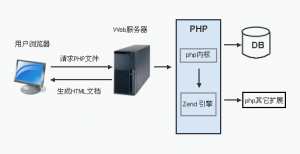 Web服务器
PHP
用户浏览器
请求PHP文件
php内核
DB
生成HTML文档
Zend 引擎
php其它扩展